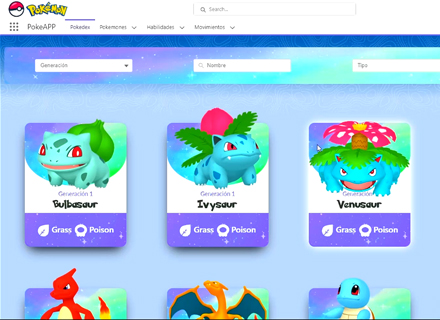 Pokémon
Search...
PokeAPP Pokedex Pokemones Habilidades Movimientos
Generación Nombre Tipo
Generación 1 Generación 1 Generación 1
Bulbasaur Ivysaur Venusaur
Grass Poison Grass Poison Grass Poison